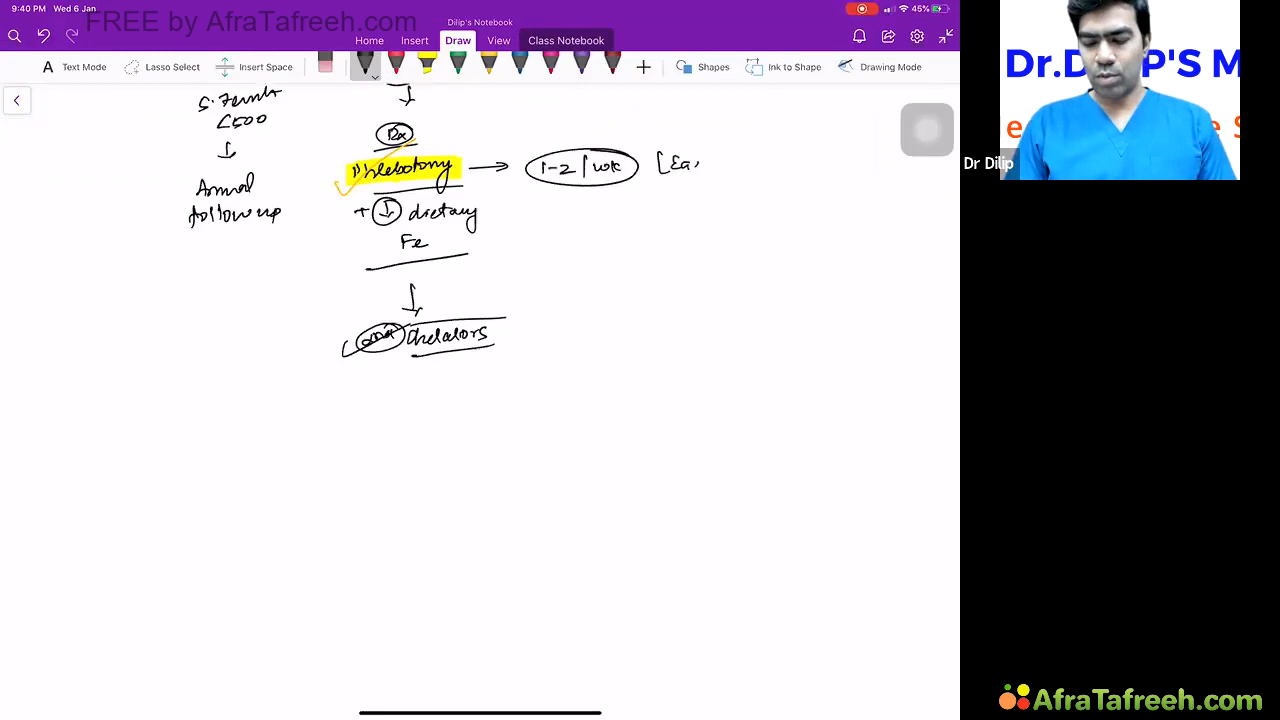 9:40 PM Wed 6 Jan
45%
FREE by AfraTafreeh.com
Dilip's Notebook
Home Insert Draw View Class Notebook
Text Mode Lasso Select Insert Space Shapes Ink to Shape Drawing Mode
<500
Annual
follow up
Rx
Phlebotomy → 1-2/wk [Ea
+ ↓ dietary
Fe
Chelators
Dr.D
IP'S M
e
S
Dr Dilip
AfraTafreeh.com